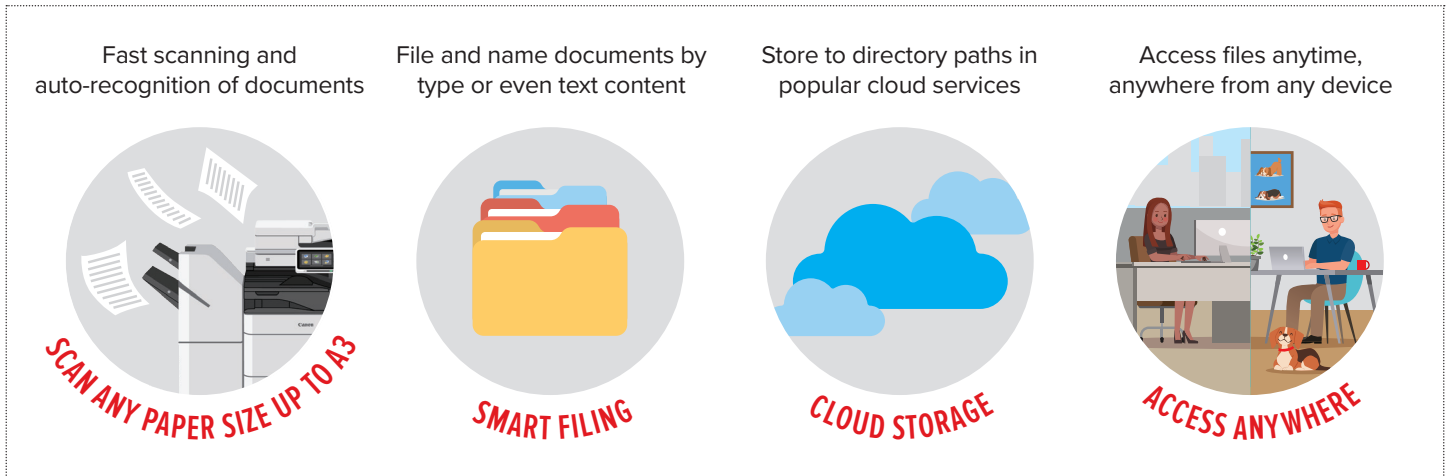 Fast scanning and
auto-recognition of documents
SCAN ANY PAPER SIZE UP TO A3
Canon
File and name documents by
type or even text content
SMART FILING
Store to directory paths in
popular cloud services
CLOUD STORAGE
Access files anytime,
anywhere from any device
ACCESS ANYWHERE